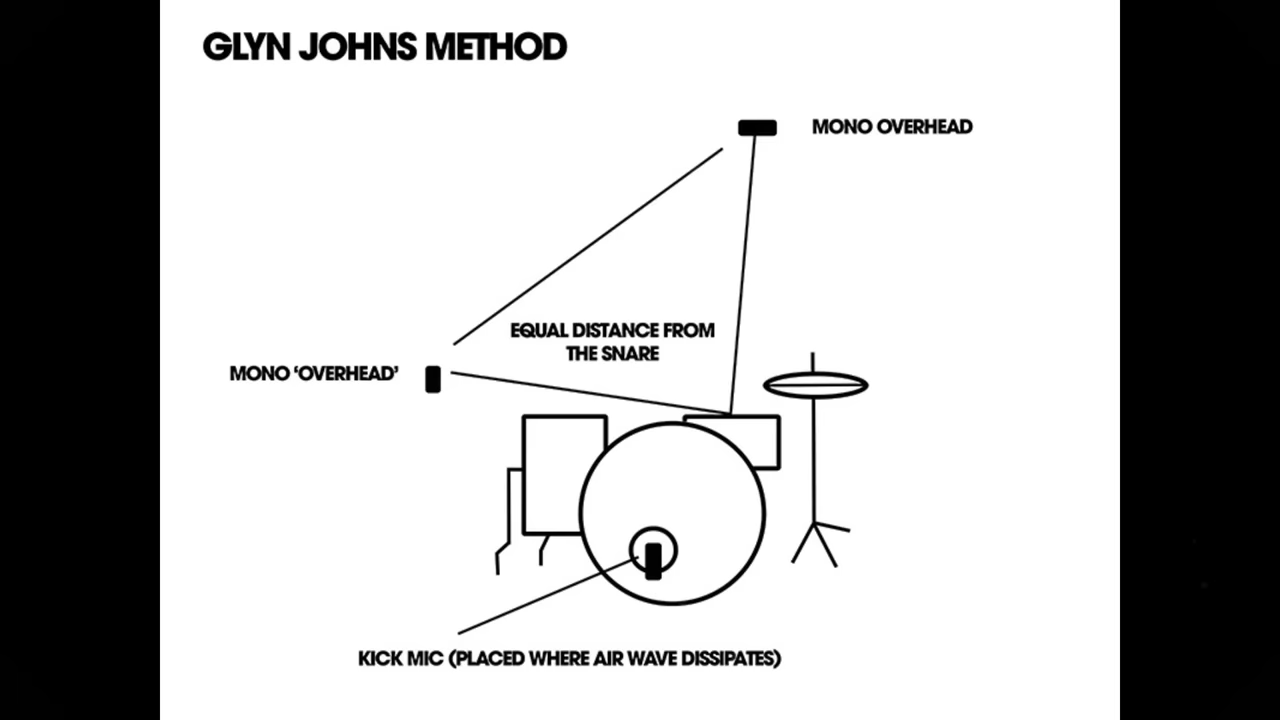 GLYN JOHNS METHOD
MONO OVERHEAD
EQUAL DISTANCE FROM
THE SNARE
MONO ‘OVERHEAD’
KICK MIC (PLACED WHERE AIR WAVE DISSIPATES)